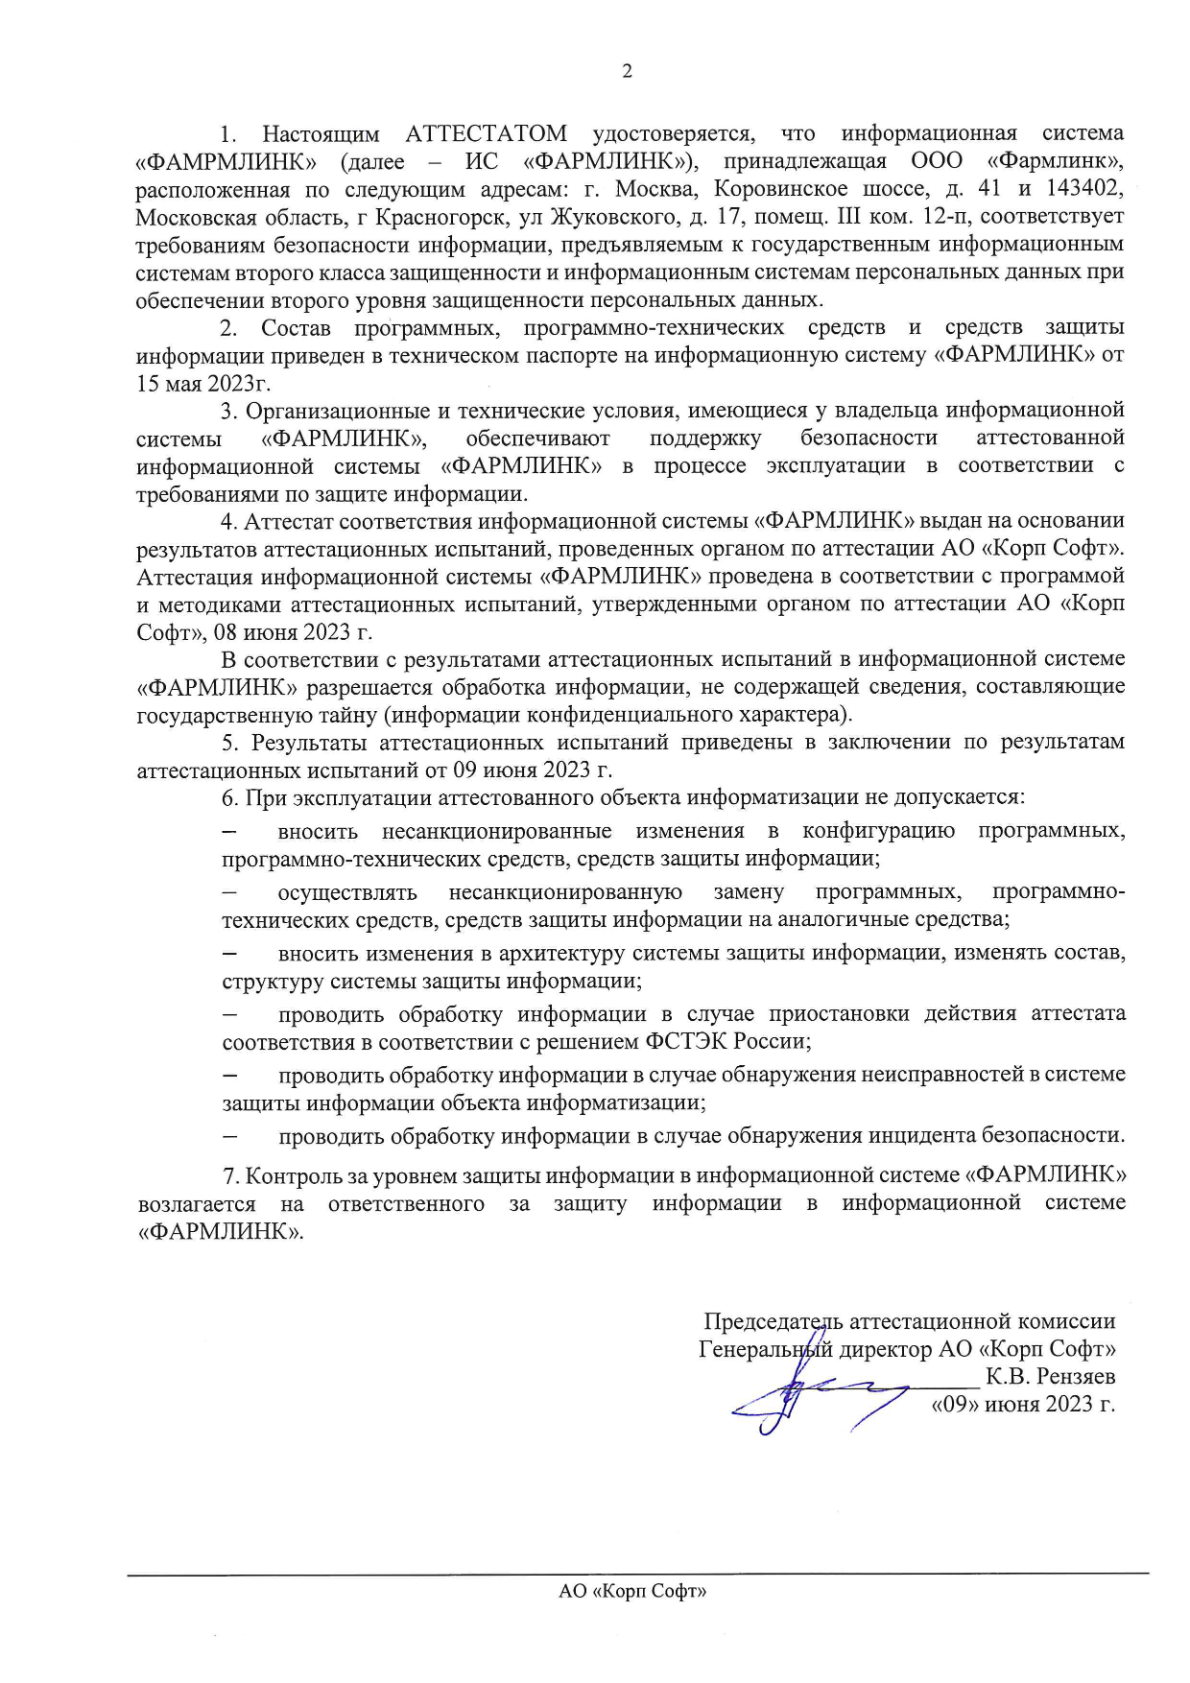 2
1. Настоящим АТТЕСТАТОМ удостоверяется, что информационная система
«ФАМРМЛИНК» (далее – ИС «ФАРМЛИНК»), принадлежащая ООО «Фармлинк»,
расположенная по следующим адресам: г. Москва, Коровинское шоссе, д. 41 и 143402,
Московская область, г Красногорск, ул Жуковского, д. 17, помещ. III ком. 12-п, соответствует
требованиям безопасности информации, предъявляемым к государственным информационным
системам второго класса защищенности и информационным системам персональных данных при
обеспечении второго уровня защищенности персональных данных.
2. Состав программных, программно-технических средств и средств защиты
информации приведен в техническом паспорте на информационную систему «ФАРМЛИНК» от
15 мая 2023г.
3. Организационные и технические условия, имеющиеся у владельца информационной
системы «ФАРМЛИНК», обеспечивают поддержку безопасности аттестованной
информационной системы «ФАРМЛИНК» в процессе эксплуатации в соответствии с
требованиями по защите информации.
4. Аттестат соответствия информационной системы «ФАРМЛИНК» выдан на основании
результатов аттестационных испытаний, проведенных органом по аттестации АО «Корп Софт».
Аттестация информационной системы «ФАРМЛИНК» проведена в соответствии с программой
и методиками аттестационных испытаний, утвержденными органом по аттестации АО «Корп
Софт», 08 июня 2023 г.
В соответствии с результатами аттестационных испытаний в информационной системе
«ФАРМЛИНК» разрешается обработка информации, не содержащей сведения, составляющие
государственную тайну (информации конфиденциального характера).
5. Результаты аттестационных испытаний приведены в заключении по результатам
аттестационных испытаний от 09 июня 2023 г.
6. При эксплуатации аттестованного объекта информатизации не допускается:
– вносить несанкционированные изменения в конфигурацию программных,
программно-технических средств, средств защиты информации;
– осуществлять несанкционированную замену программных, программно-
технических средств, средств защиты информации на аналогичные средства;
– вносить изменения в архитектуру системы защиты информации, изменять состав,
структуру системы защиты информации;
– проводить обработку информации в случае приостановки действия аттестата
соответствия в соответствии с решением ФСТЭК России;
– проводить обработку информации в случае обнаружения неисправностей в системе
защиты информации объекта информатизации;
– проводить обработку информации в случае обнаружения инцидента безопасности.
7. Контроль за уровнем защиты информации в информационной системе «ФАРМЛИНК»
возлагается на ответственного за защиту информации в информационной системе
«ФАРМЛИНК».
Председатель аттестационной комиссии
Генеральный директор АО «Корп Софт»
К.В. Рензяев
«09» июня 2023 г.
АО «Корп Софт»